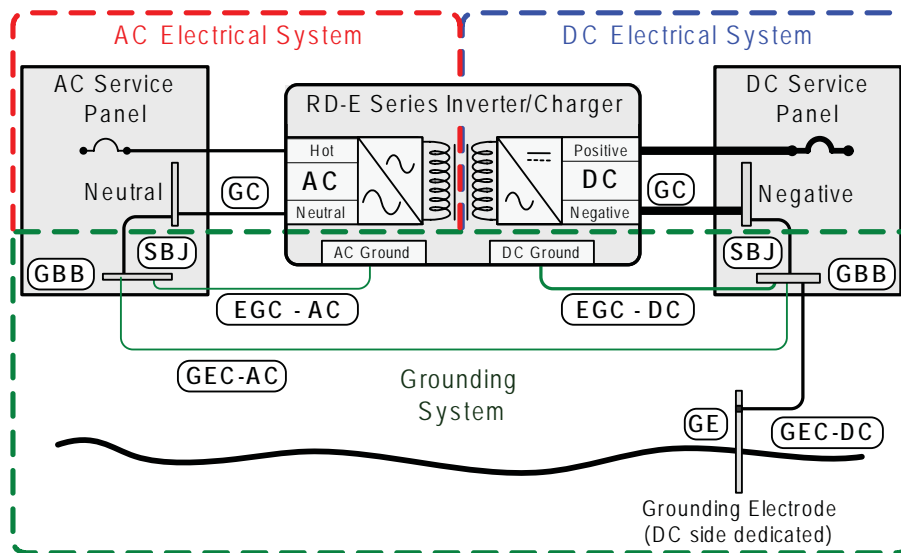 AC Electrical System
DC Electrical System
AC Service
Panel
RD-E Series Inverter/Charger
DC Service
Panel
Hot
AC
Neutral
Positive
DC
Negative
Neutral
GC
GC
Negative
SBJ
GBB
AC Ground
DC Ground
SBJ
GBB
EGC - AC
EGC - DC
GEC-AC
Grounding
System
GE
GEC-DC
Grounding Electrode
(DC side dedicated)